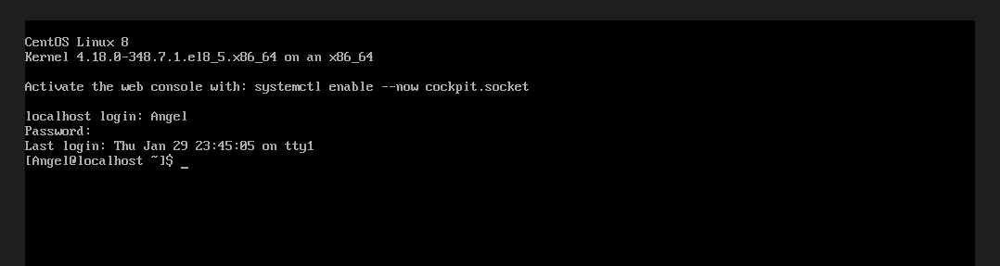 CentOS Linux 8
Kernel 4.18.0-348.7.1.el8_5.x86_64 on an x86_64
Activate the web console with: systemctl enable --now cockpit.socket
localhost login: Angel
Password:
Last login: Thu Jan 29 23:45:05 on tty1
[Angel@localhost ~]$ _